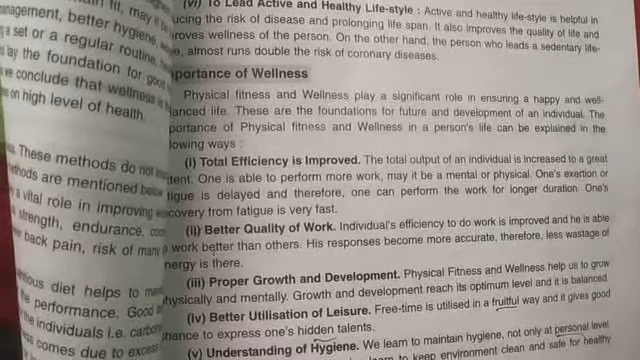 fit, may it be
management, better hygiene,
a set or a regular routine,
lay the foundation for good
we conclude that wellness is
on high level of health.
These methods do not
methods are mentioned below
a vital role in improving
strength, endurance,
back pain, risk of many
diet helps to
performance. Good
the individuals i.e.
comes due to excess
(vi) To Lead Active and Healthy Life-style : Active and healthy life-style is helpful in
ucing the risk of disease and prolonging life span. It also improves the quality of life and
roves wellness of the person. On the other hand, the person who leads a sedentary life-
e, almost runs double the risk of coronary diseases.
portance of Wellness
Physical fitness and Wellness play a significant role in ensuring a happy and well-
lanced life. These are the foundations for future and development of an individual. The
portance of Physical fitness and Wellness in a person's life can be explained in the
lowing ways :
(i) Total Efficiency is Improved. The total output of an individual is increased to a great
tent. One is able to perform more work, may it be a mental or physical. One's exertion or
tigue is delayed and therefore, one can perform the work for longer duration. One's
covery from fatigue is very fast.
(ii) Better Quality of Work. Individual's efficiency to do work is improved and he is able
work better than others. His responses become more accurate, therefore, less wastage of
nergy is there.
(iii) Proper Growth and Development. Physical Fitness and Wellness help us to grow
hysically and mentally. Growth and development reach its optimum level and it is balanced.
(iv) Better Utilisation of Leisure. Free-time is utilised in a fruitful way and it gives good
hance to express one's hidden talents.
(v) Understanding of Hygiene. We learn to maintain hygiene, not only at personal level
learn to keep environment clean and safe for healthy